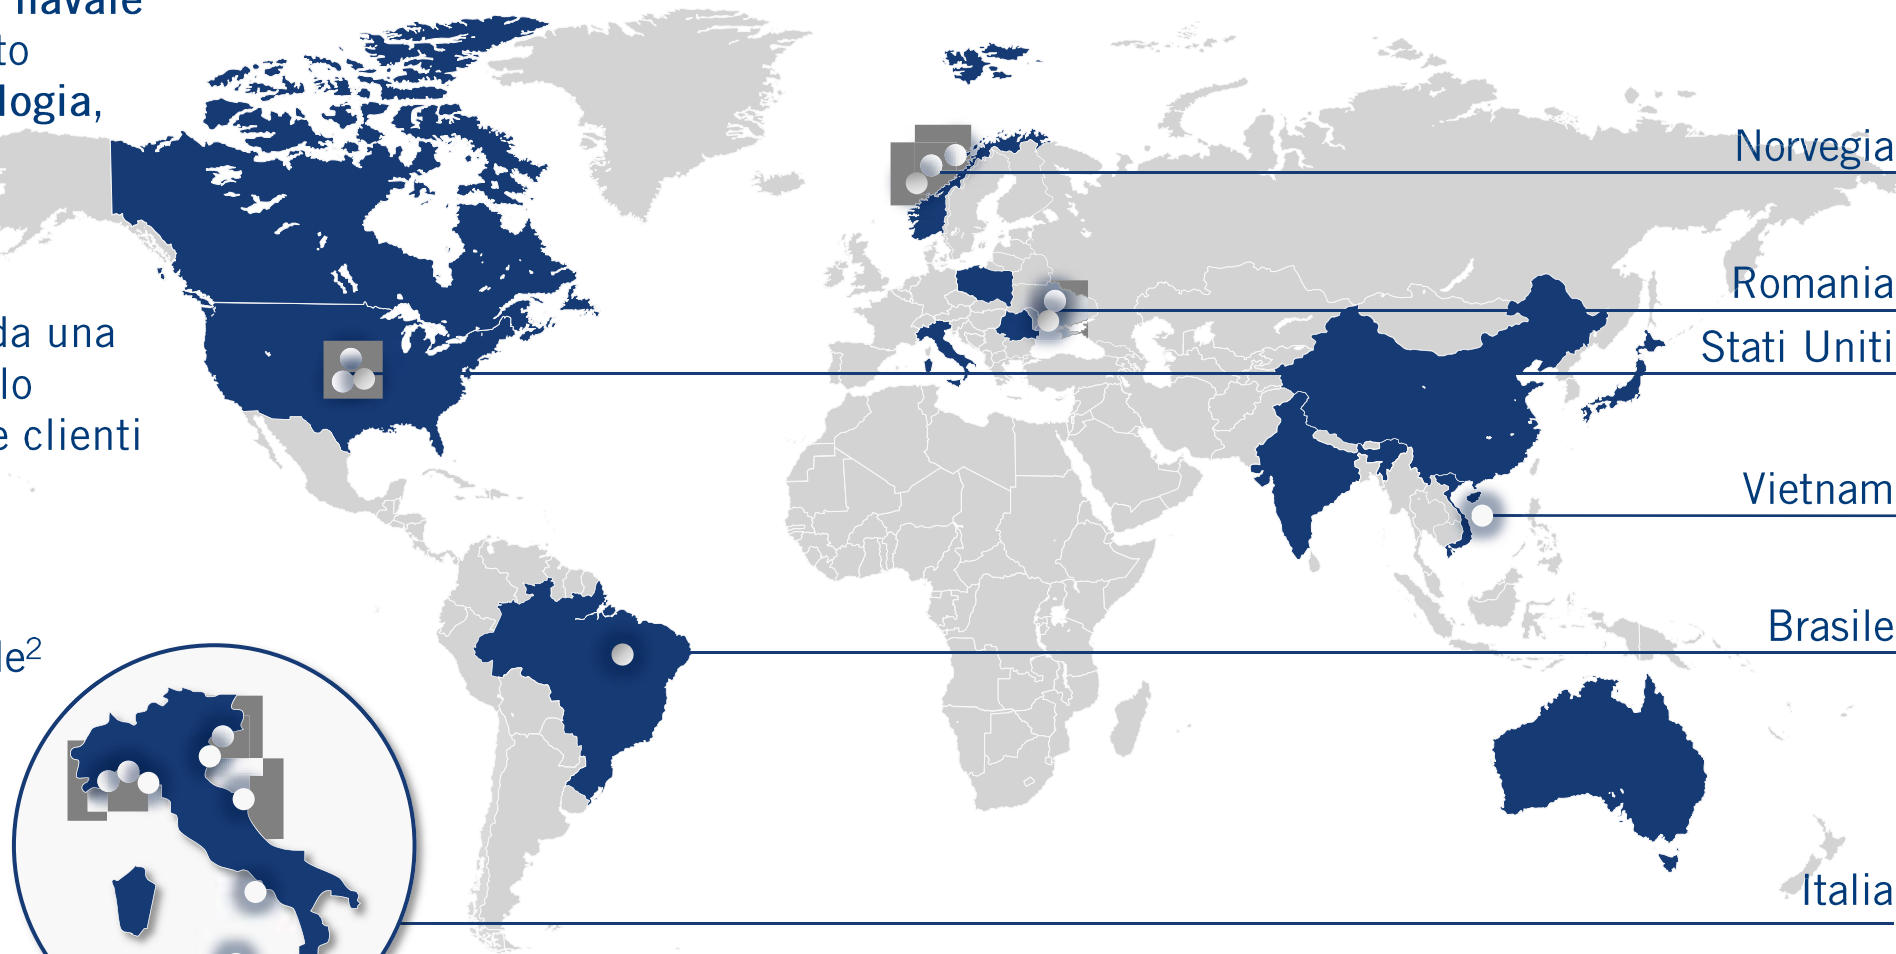 navale
to
logia,
Norvegia
Romania
da una
Stati Uniti
lo
e clienti
Vietnam
Brasile
le2
Italia